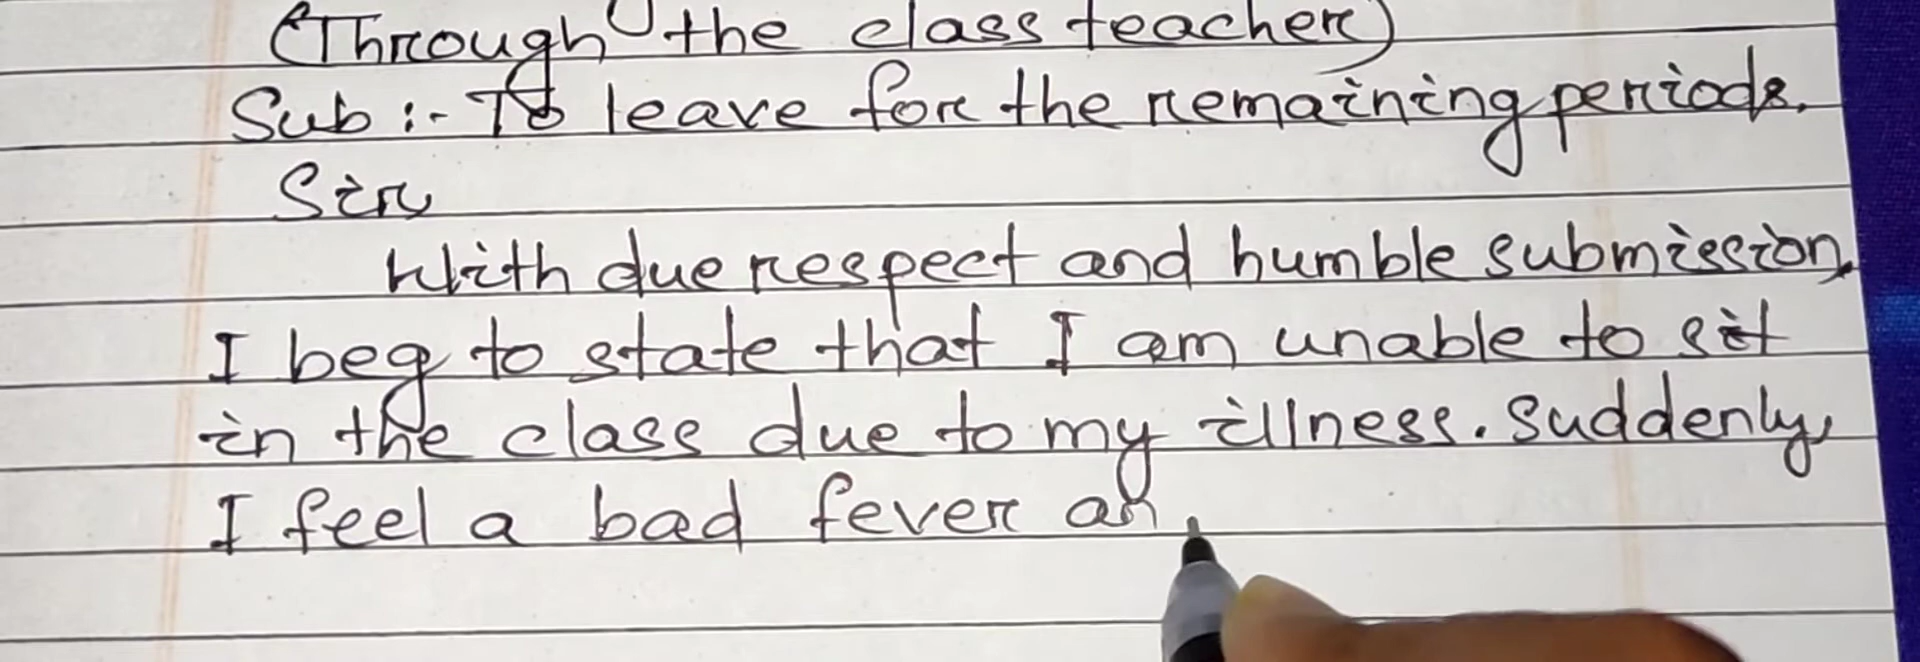 (Through the class teacher)
Sub :- To leave for the remaining periods.
Sir,
With due respect and humble submission,
I beg to state that I am unable to sit
in the class due to my illness. Suddenly,
I feel a bad fever an